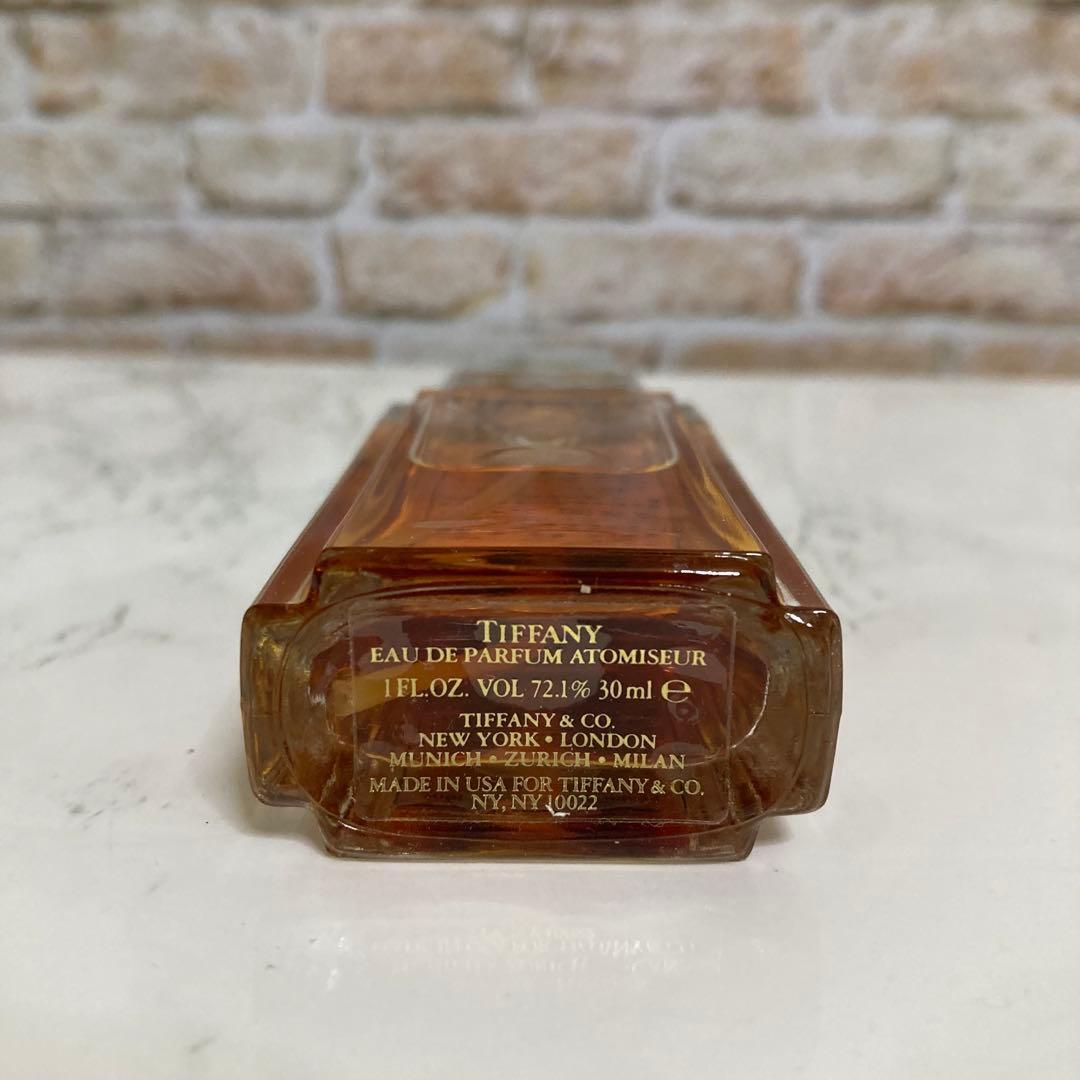 TIFFANY
EAU DE PARFUM ATOMISEUR
1 FL.OZ. VOL 72.1% 30 ml ℮
TIFFANY & CO.
NEW YORK • LONDON
MUNICH • ZURICH • MILAN
MADE IN USA FOR TIFFANY & CO.
NY, NY 10022